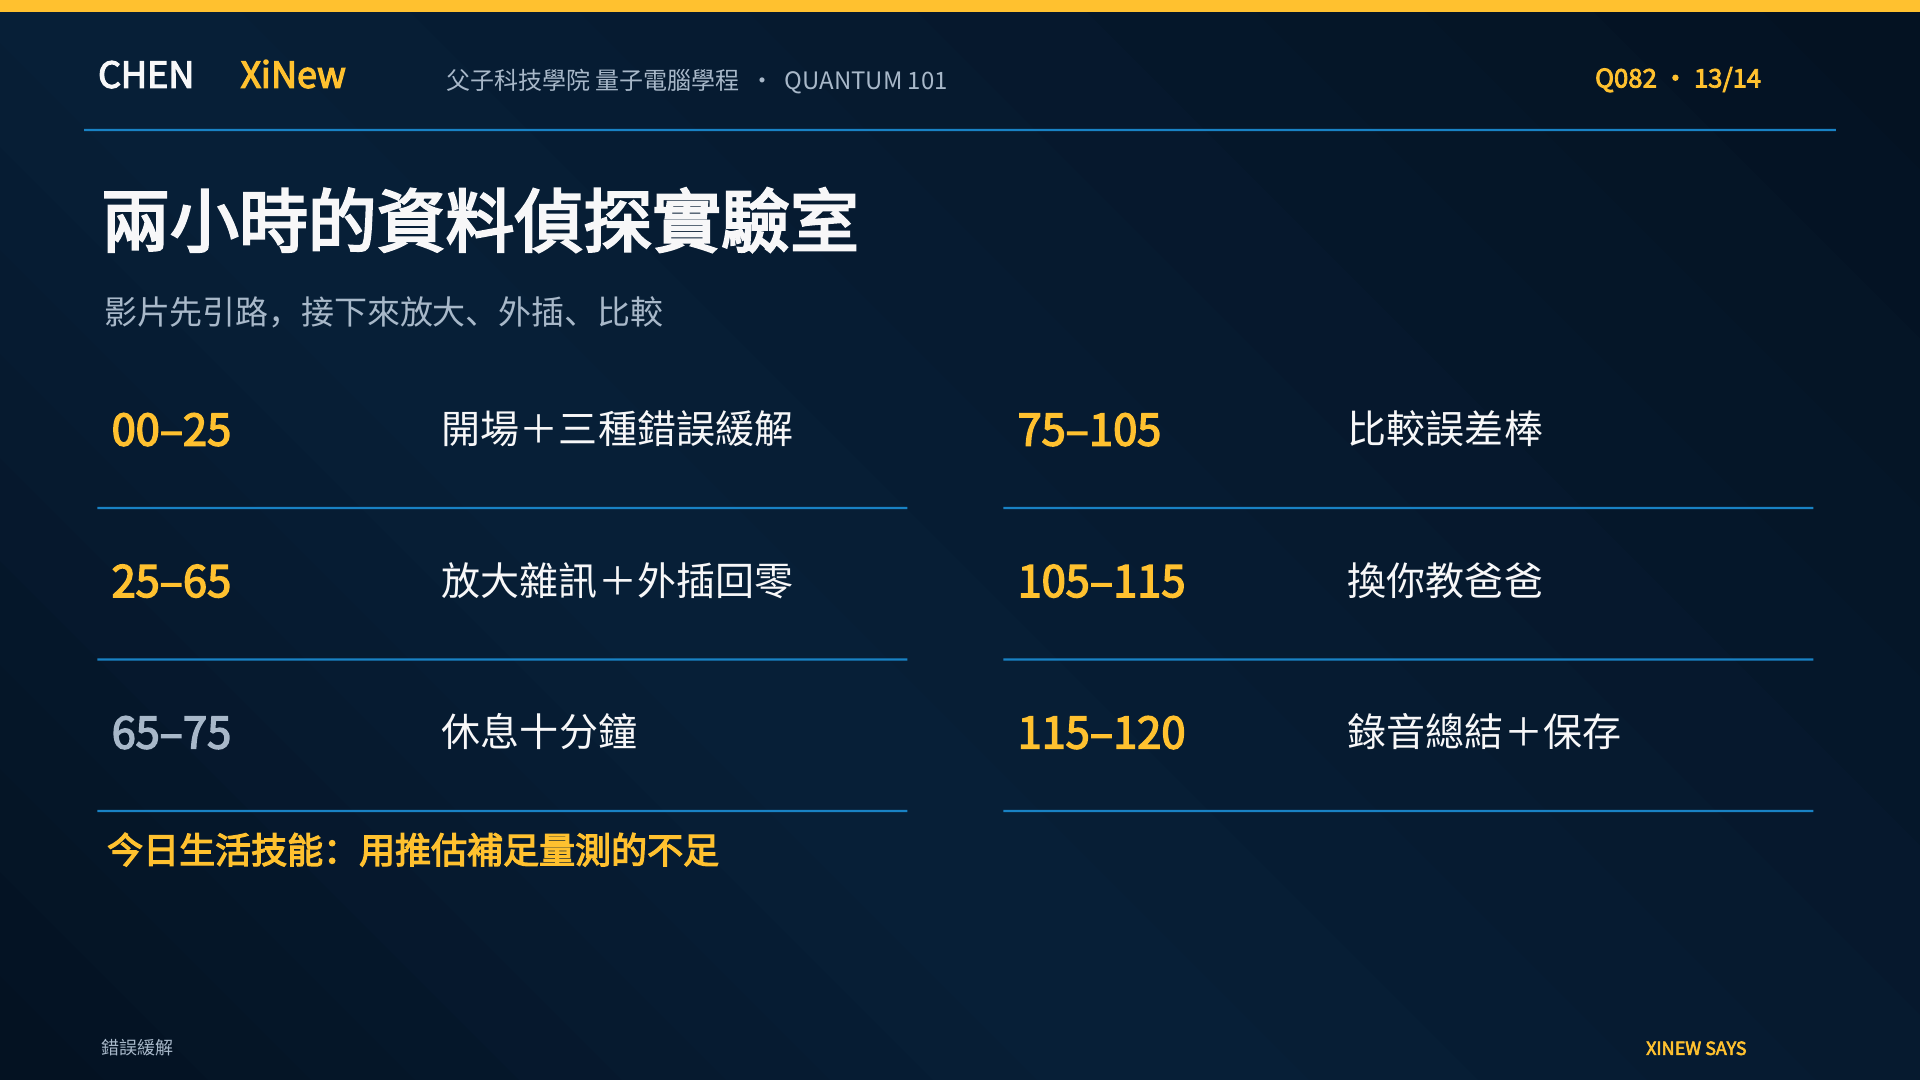 CHEN XiNew 父子科技學院 量子電腦學程 · QUANTUM 101 Q082 · 13/14
兩小時的資料偵探實驗室
影片先引路，接下來放大、外插、比較
00–25 開場＋三種錯誤緩解
25–65 放大雜訊＋外插回零
65–75 休息十分鐘
75–105 比較誤差棒
105–115 換你教爸爸
115–120 錄音總結＋保存
今日生活技能：用推估補足量測的不足
錯誤緩解
XINEW SAYS